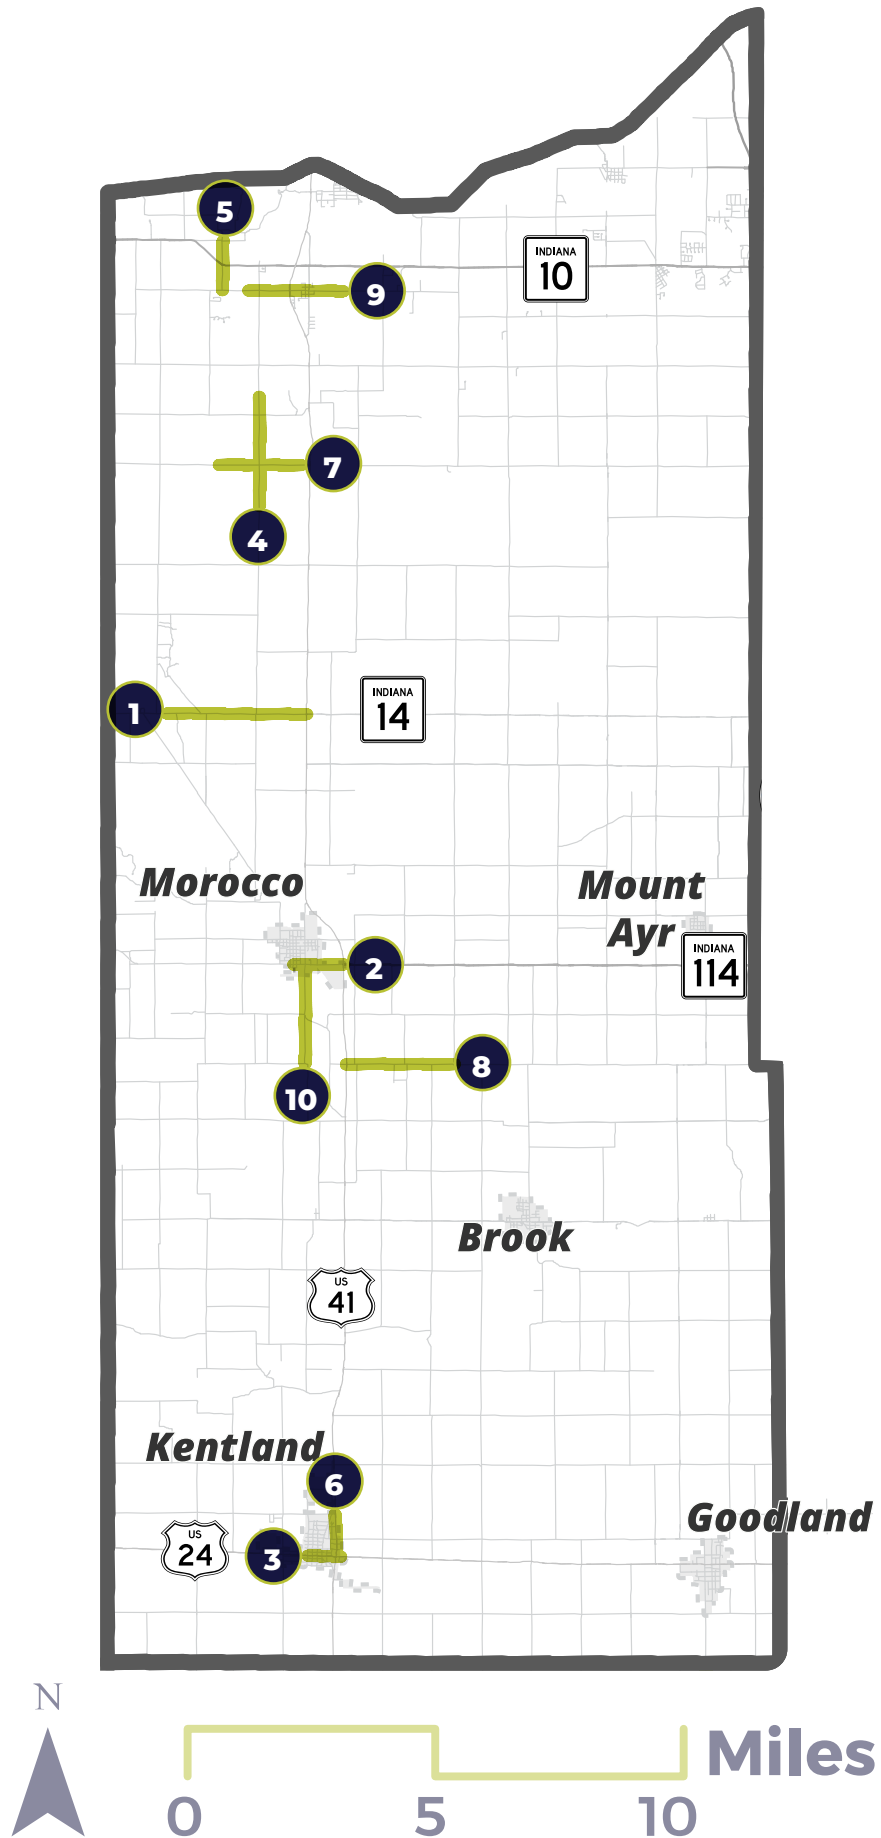 5
INDIANA
10
9
7
4
1
INDIANA
14
Morocco
Mount
Ayr
INDIANA
114
2
8
10
Brook
US
41
Kentland
6
Goodland
US
24
3
N
Miles
0 5 10